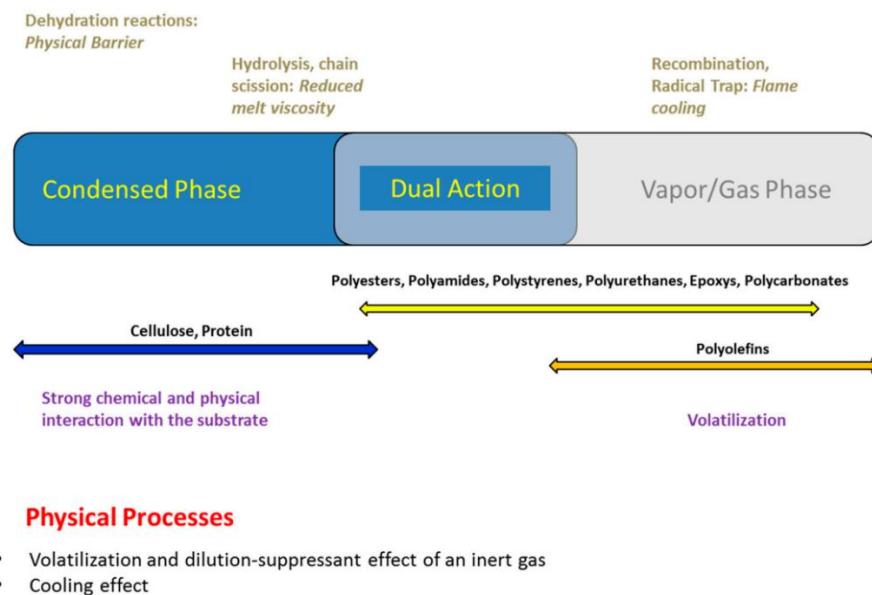 Dehydration reactions:
Physical Barrier
Hydrolysis, chain
scission: Reduced
melt viscosity
Recombination,
Radical Trap: Flame
cooling
Condensed Phase
Dual Action
Vapor/Gas Phase
Polyesters, Polyamides, Polystyrenes, Polyurethanes, Epoxys, Polycarbonates
Cellulose, Protein
Polyolefins
Strong chemical and physical
interaction with the substrate
Volatilization
Physical Processes
• Volatilization and dilution-suppressant effect of an inert gas
• Cooling effect